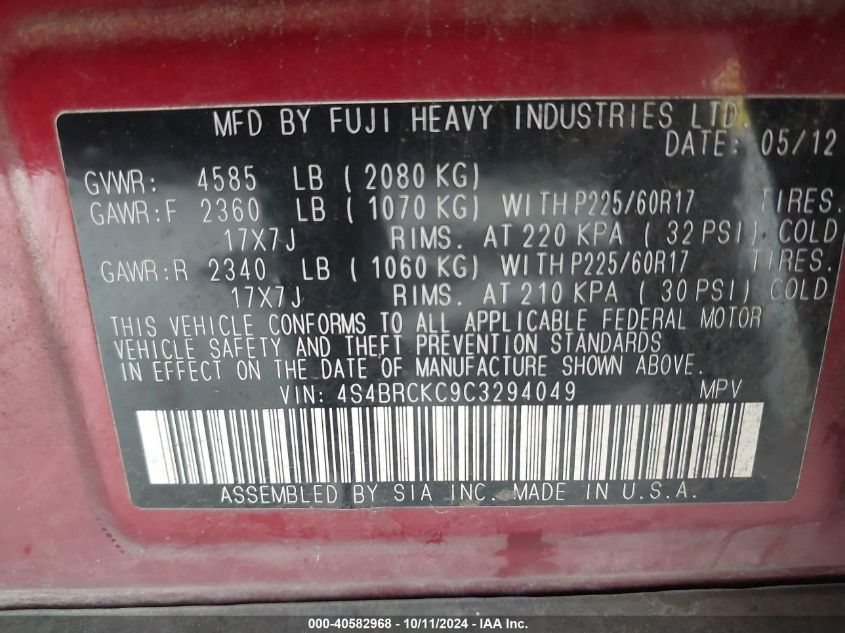 MFD BY FUJI HEAVY INDUSTRIES LTD.
DATE: 05/12
GVWR: 4585 LB ( 2080 KG)
GAWR:F 2360 LB ( 1070 KG) WITH P225/60R17 TIRES.
17X7J RIMS. AT 220 KPA ( 32 PSI) COLD
GAWR:R 2340 LB ( 1060 KG) WITH P225/60R17 TIRES.
17X7J RIMS. AT 210 KPA ( 30 PSI) COLD
THIS VEHICLE CONFORMS TO ALL APPLICABLE FEDERAL MOTOR
VEHICLE SAFETY AND THEFT PREVENTION STANDARDS
IN EFFECT ON THE DATE OF MANUFACTURE SHOWN ABOVE.
VIN: 4S4BRCKC9C3294049 MPV
ASSEMBLED BY SIA INC. MADE IN U.S.A.
000-40582968 - 10/11/2024 - IAAI.com